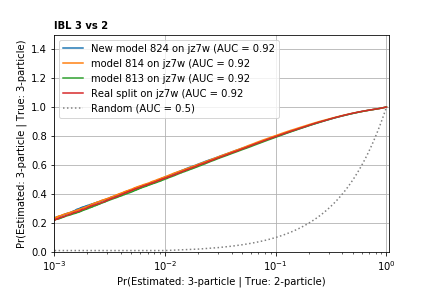 IBL 3 vs 2
Pr(Estimated: 3-particle | True: 3-particle)
1.4
1.2
1.0
0.8
0.6
0.4
0.2
0.0
New model 824 on jz7w (AUC = 0.92
model 814 on jz7w (AUC = 0.92
model 813 on jz7w (AUC = 0.92
Real split on jz7w (AUC = 0.92
Random (AUC = 0.5)
10⁻³ 10⁻² 10⁻¹ 10⁰
Pr(Estimated: 3-particle | True: 2-particle)